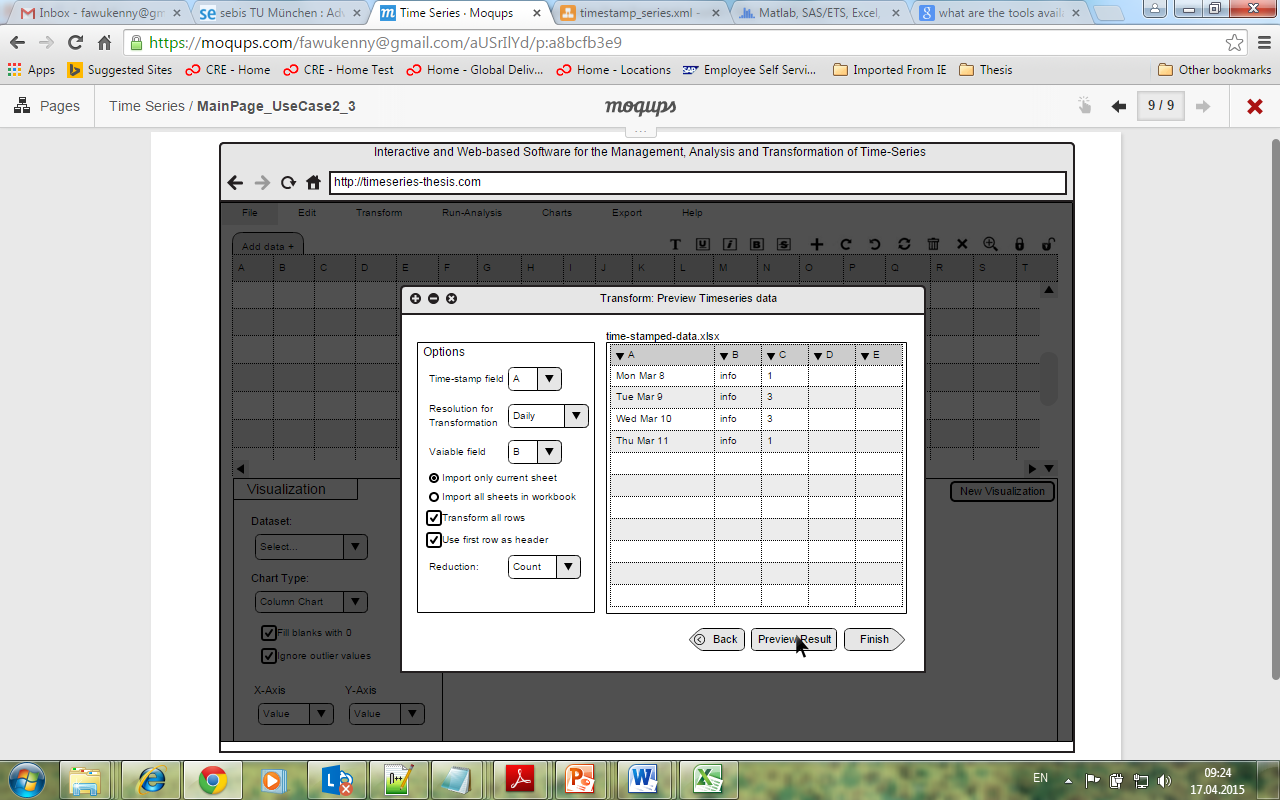 Inbox - fawukenny@gm
sebis TU München : Adv
Time Series · Moqups
timestamp_series.xml -
Matlab, SAS/ETS, Excel,
what are the tools avail
https://moqups.com/fawukenny@gmail.com/aUSrIlYd/p:a8bcfb3e9
Apps Suggested Sites CRE - Home CRE - Home Test Home - Global Deliv... Home - Locations Employee Self Servi... Imported From IE Thesis Other bookmarks
Pages Time Series / MainPage_UseCase2_3 moqups 9 / 9
Interactive and Web-based Software for the Management, Analysis and Transformation of Time-Series
http://timeseries-thesis.com
File Edit Transform Run-Analysis Charts Export Help
Add data + T U i B S
A B C D E F G H I J K L M N O P Q R S T
Transform: Preview Timeseries data
time-stamped-data.xlsx
Options
Time-stamp field A
Resolution for
Transformation
Daily
Vaiable field B
Import only current sheet
Import all sheets in workbook
Transform all rows
Use first row as header
Reduction: Count
A B C D E
Mon Mar 8 info 1
Tue Mar 9 info 3
Wed Mar 10 info 3
Thu Mar 11 info 1
Back Preview Result Finish
Visualization
New Visualization
Dataset:
Select...
Chart Type:
Column Chart
Fill blanks with 0
Ignore outlier values
X-Axis Y-Axis
Value Value
EN
09:24
17.04.2015